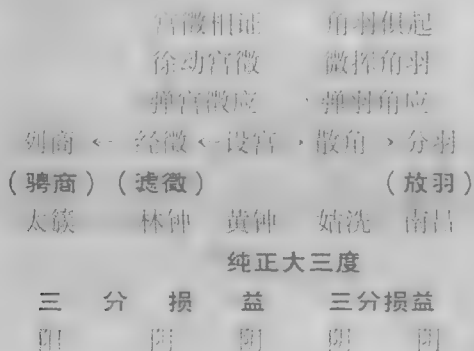 宫徵相证 角羽俱起
徐动宫徵 微挥角羽
弹宫徵应 弹羽角应
列商 ← 经徵 ← 设宫 → 散角 → 分羽
(骋商) (𢴲徵) (放羽)
太簇 林钟 黄钟 姑洗 南吕
纯正大三度
三 分 损 益 三分损益